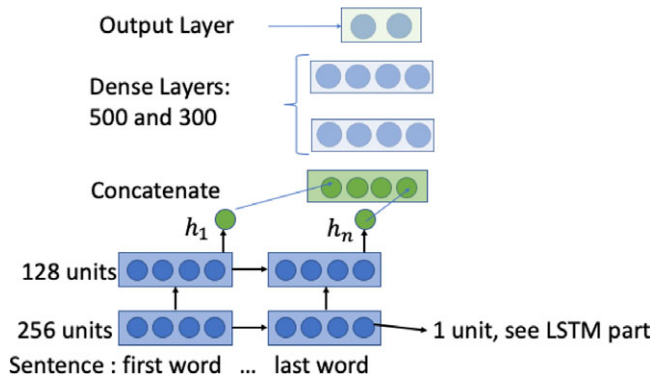 Output Layer
Dense Layers:
500 and 300
Concatenate
h₁
hₙ
128 units
256 units
1 unit, see LSTM part
Sentence : first word ... last word